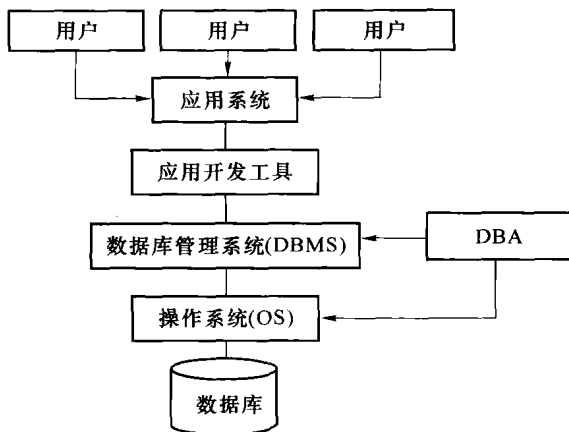 用户
用户
用户
应用系统
应用开发工具
数据库管理系统(DBMS)
DBA
操作系统(OS)
数据库